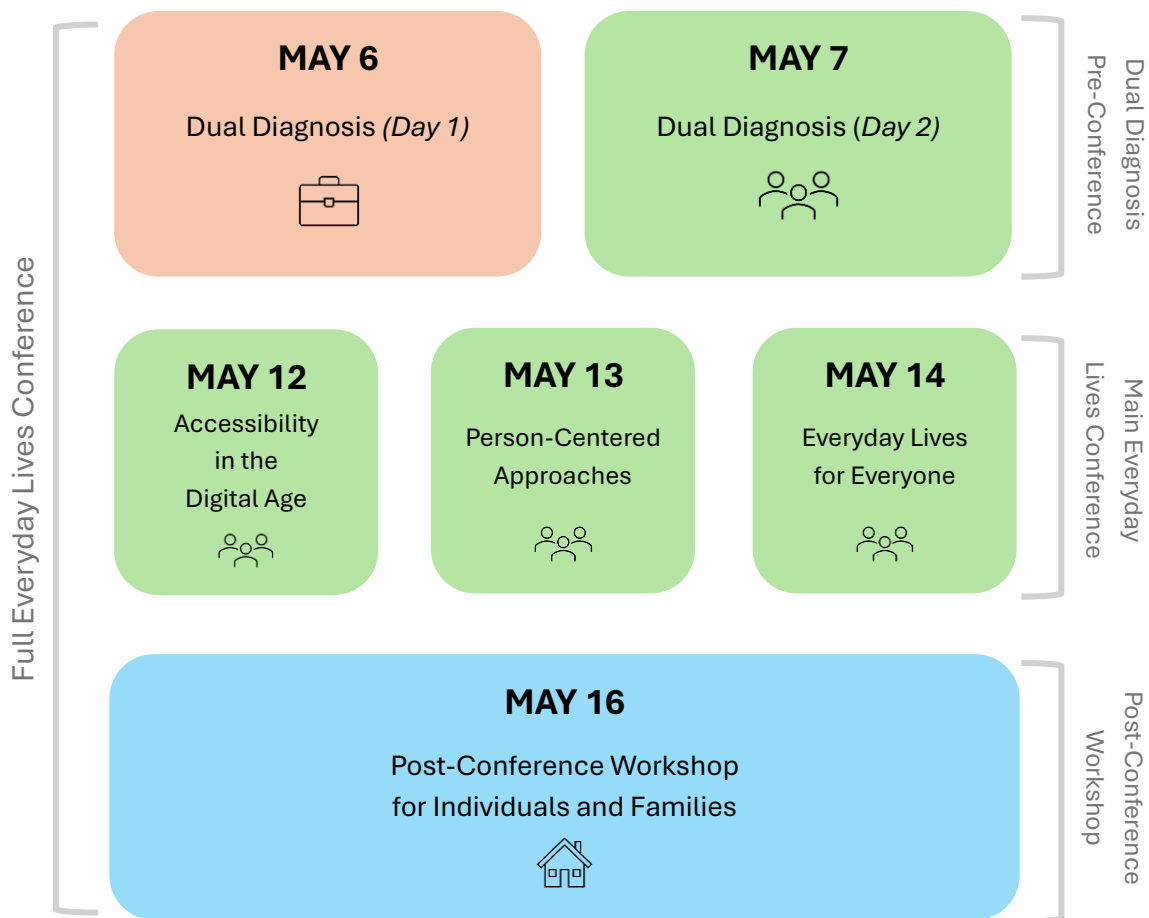 Full Everyday Lives Conference
MAY 6
Dual Diagnosis (Day 1)
MAY 7
Dual Diagnosis (Day 2)
Dual Diagnosis
Pre-Conference
MAY 12
Accessibility
in the
Digital Age
MAY 13
Person-Centered
Approaches
MAY 14
Everyday Lives
for Everyone
Main Everyday
Lives Conference
MAY 16
Post-Conference Workshop
for Individuals and Families
Post-Conference
Workshop